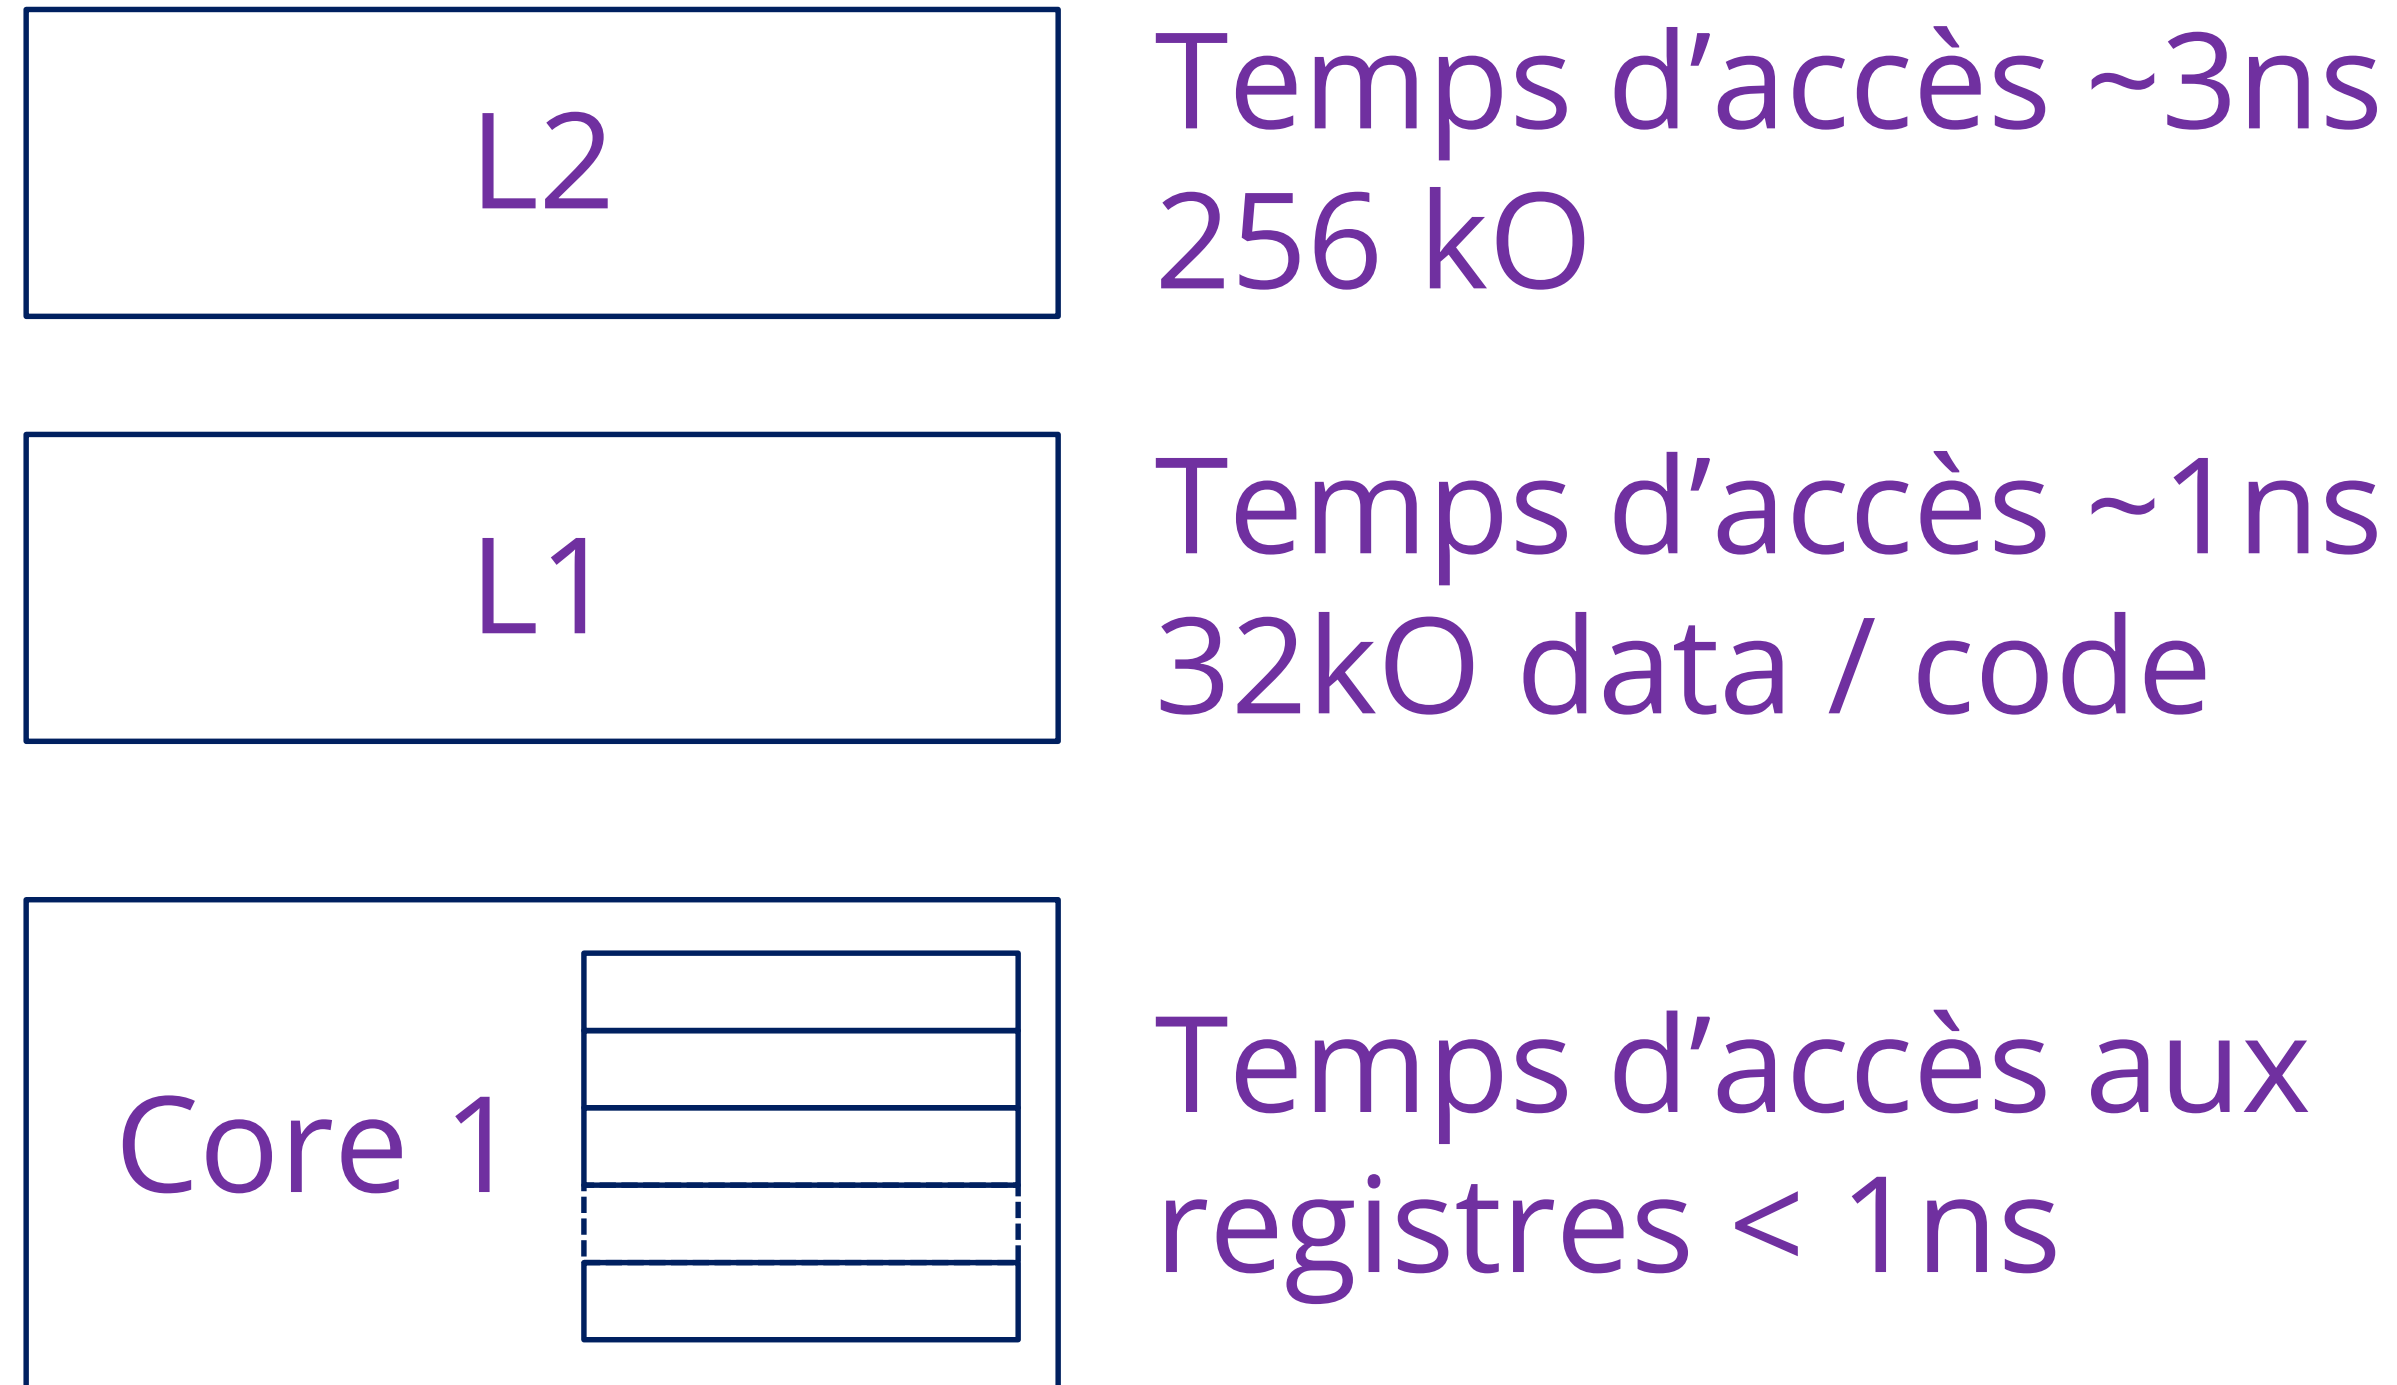 L2
Temps d’accès ~3ns
256 kO
L1
Temps d’accès ~1ns
32kO data / code
Core 1
Temps d’accès aux
registres < 1ns